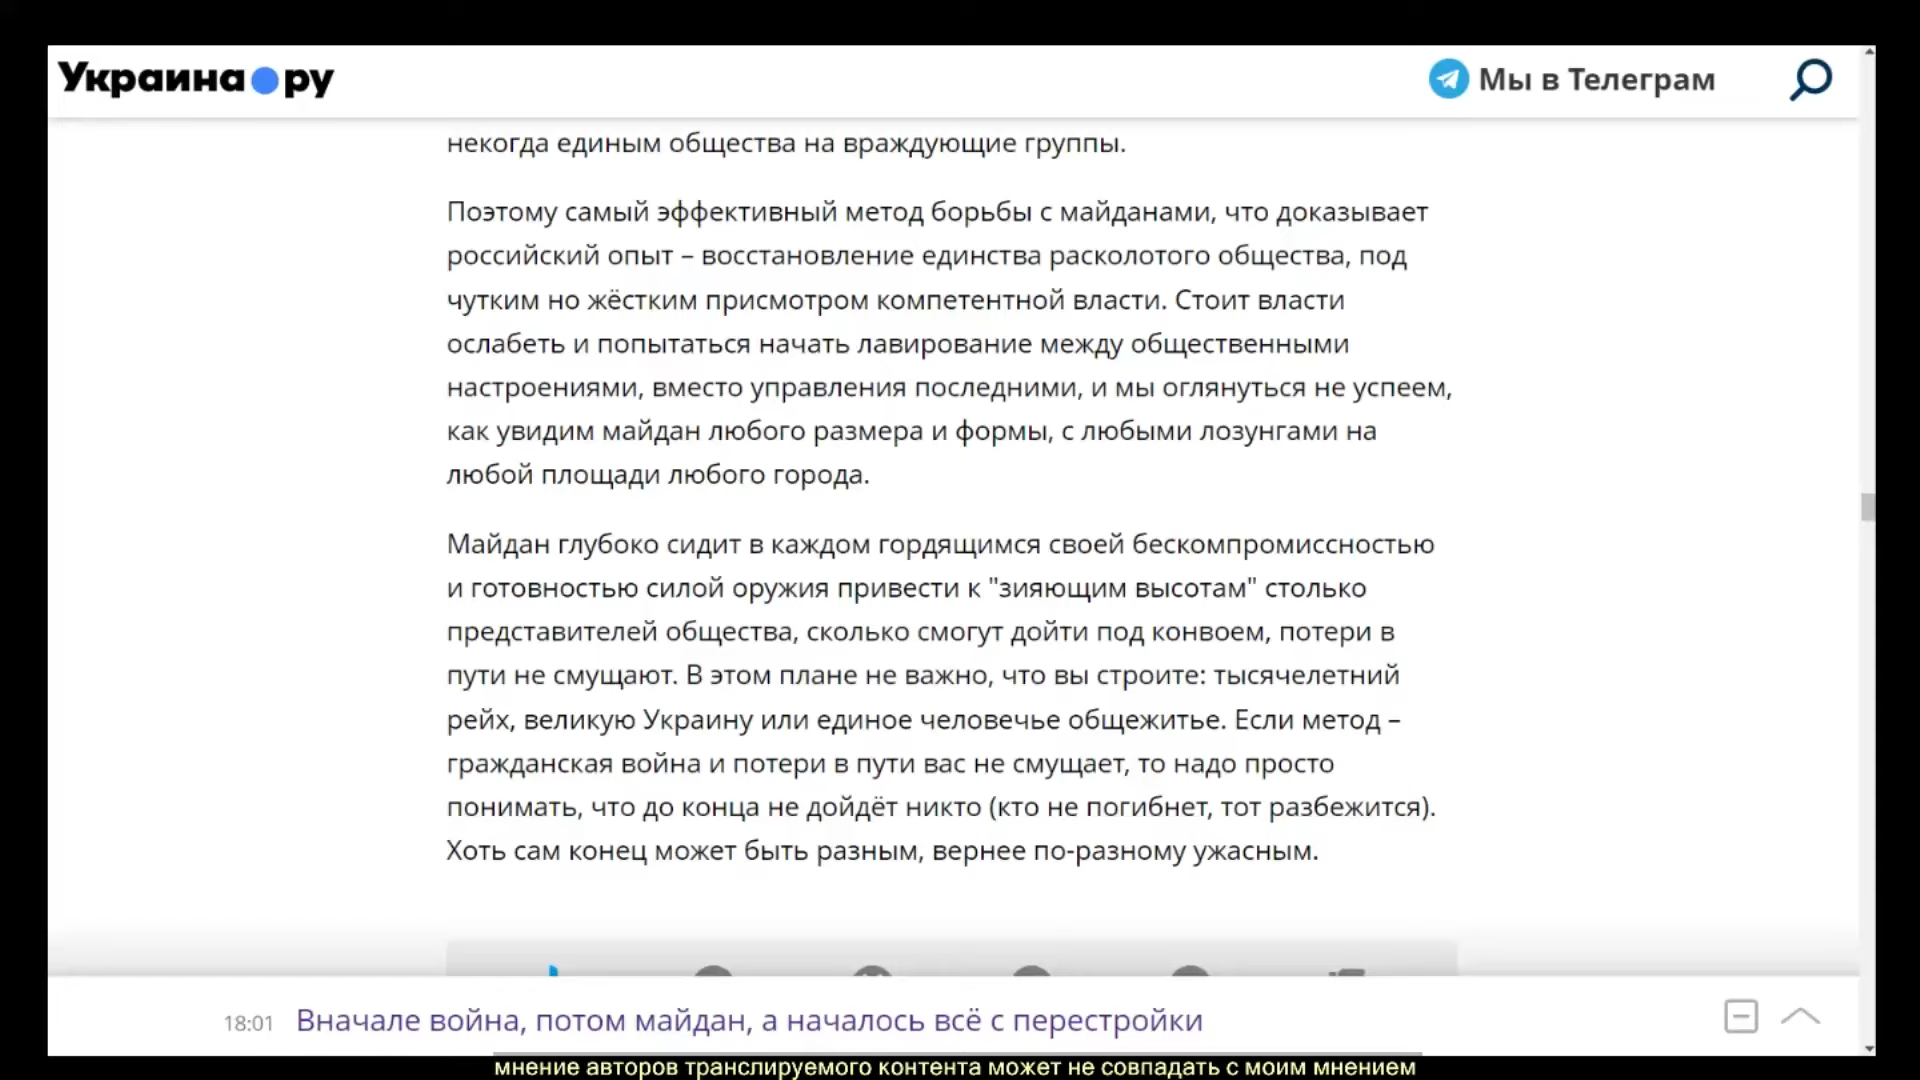 Украина.ру
Мы в Телеграм
некогда единым общества на враждующие группы.
Поэтому самый эффективный метод борьбы с майданами, что доказывает
российский опыт – восстановление единства расколотого общества, под
чутким но жёстким присмотром компетентной власти. Стоит власти
ослабеть и попытаться начать лавирование между общественными
настроениями, вместо управления последними, и мы оглянуться не успеем,
как увидим майдан любого размера и формы, с любыми лозунгами на
любой площади любого города.
Майдан глубоко сидит в каждом гордящимся своей бескомпромиссностью
и готовностью силой оружия привести к "зияющим высотам" столько
представителей общества, сколько смогут дойти под конвоем, потери в
пути не смущают. В этом плане не важно, что вы строите: тысячелетний
рейх, великую Украину или единое человечье общежитье. Если метод –
гражданская война и потери в пути вас не смущает, то надо просто
понимать, что до конца не дойдёт никто (кто не погибнет, тот разбежится).
Хоть сам конец может быть разным, вернее по-разному ужасным.
18:01 Вначале война, потом майдан, а началось всё с перестройки
мнение авторов транслируемого контента может не совпадать с моим мнением